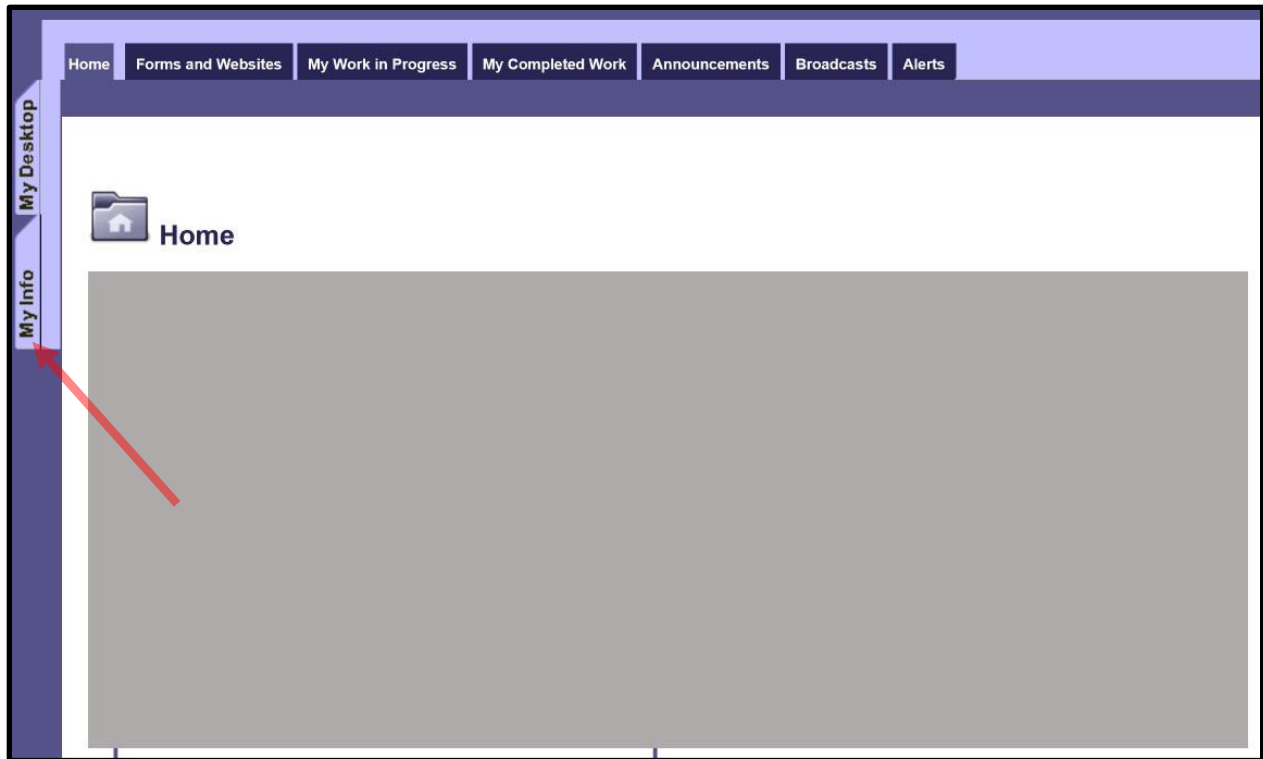 Home Forms and Websites My Work in Progress My Completed Work Announcements Broadcasts Alerts
My Desktop
My Info
Home